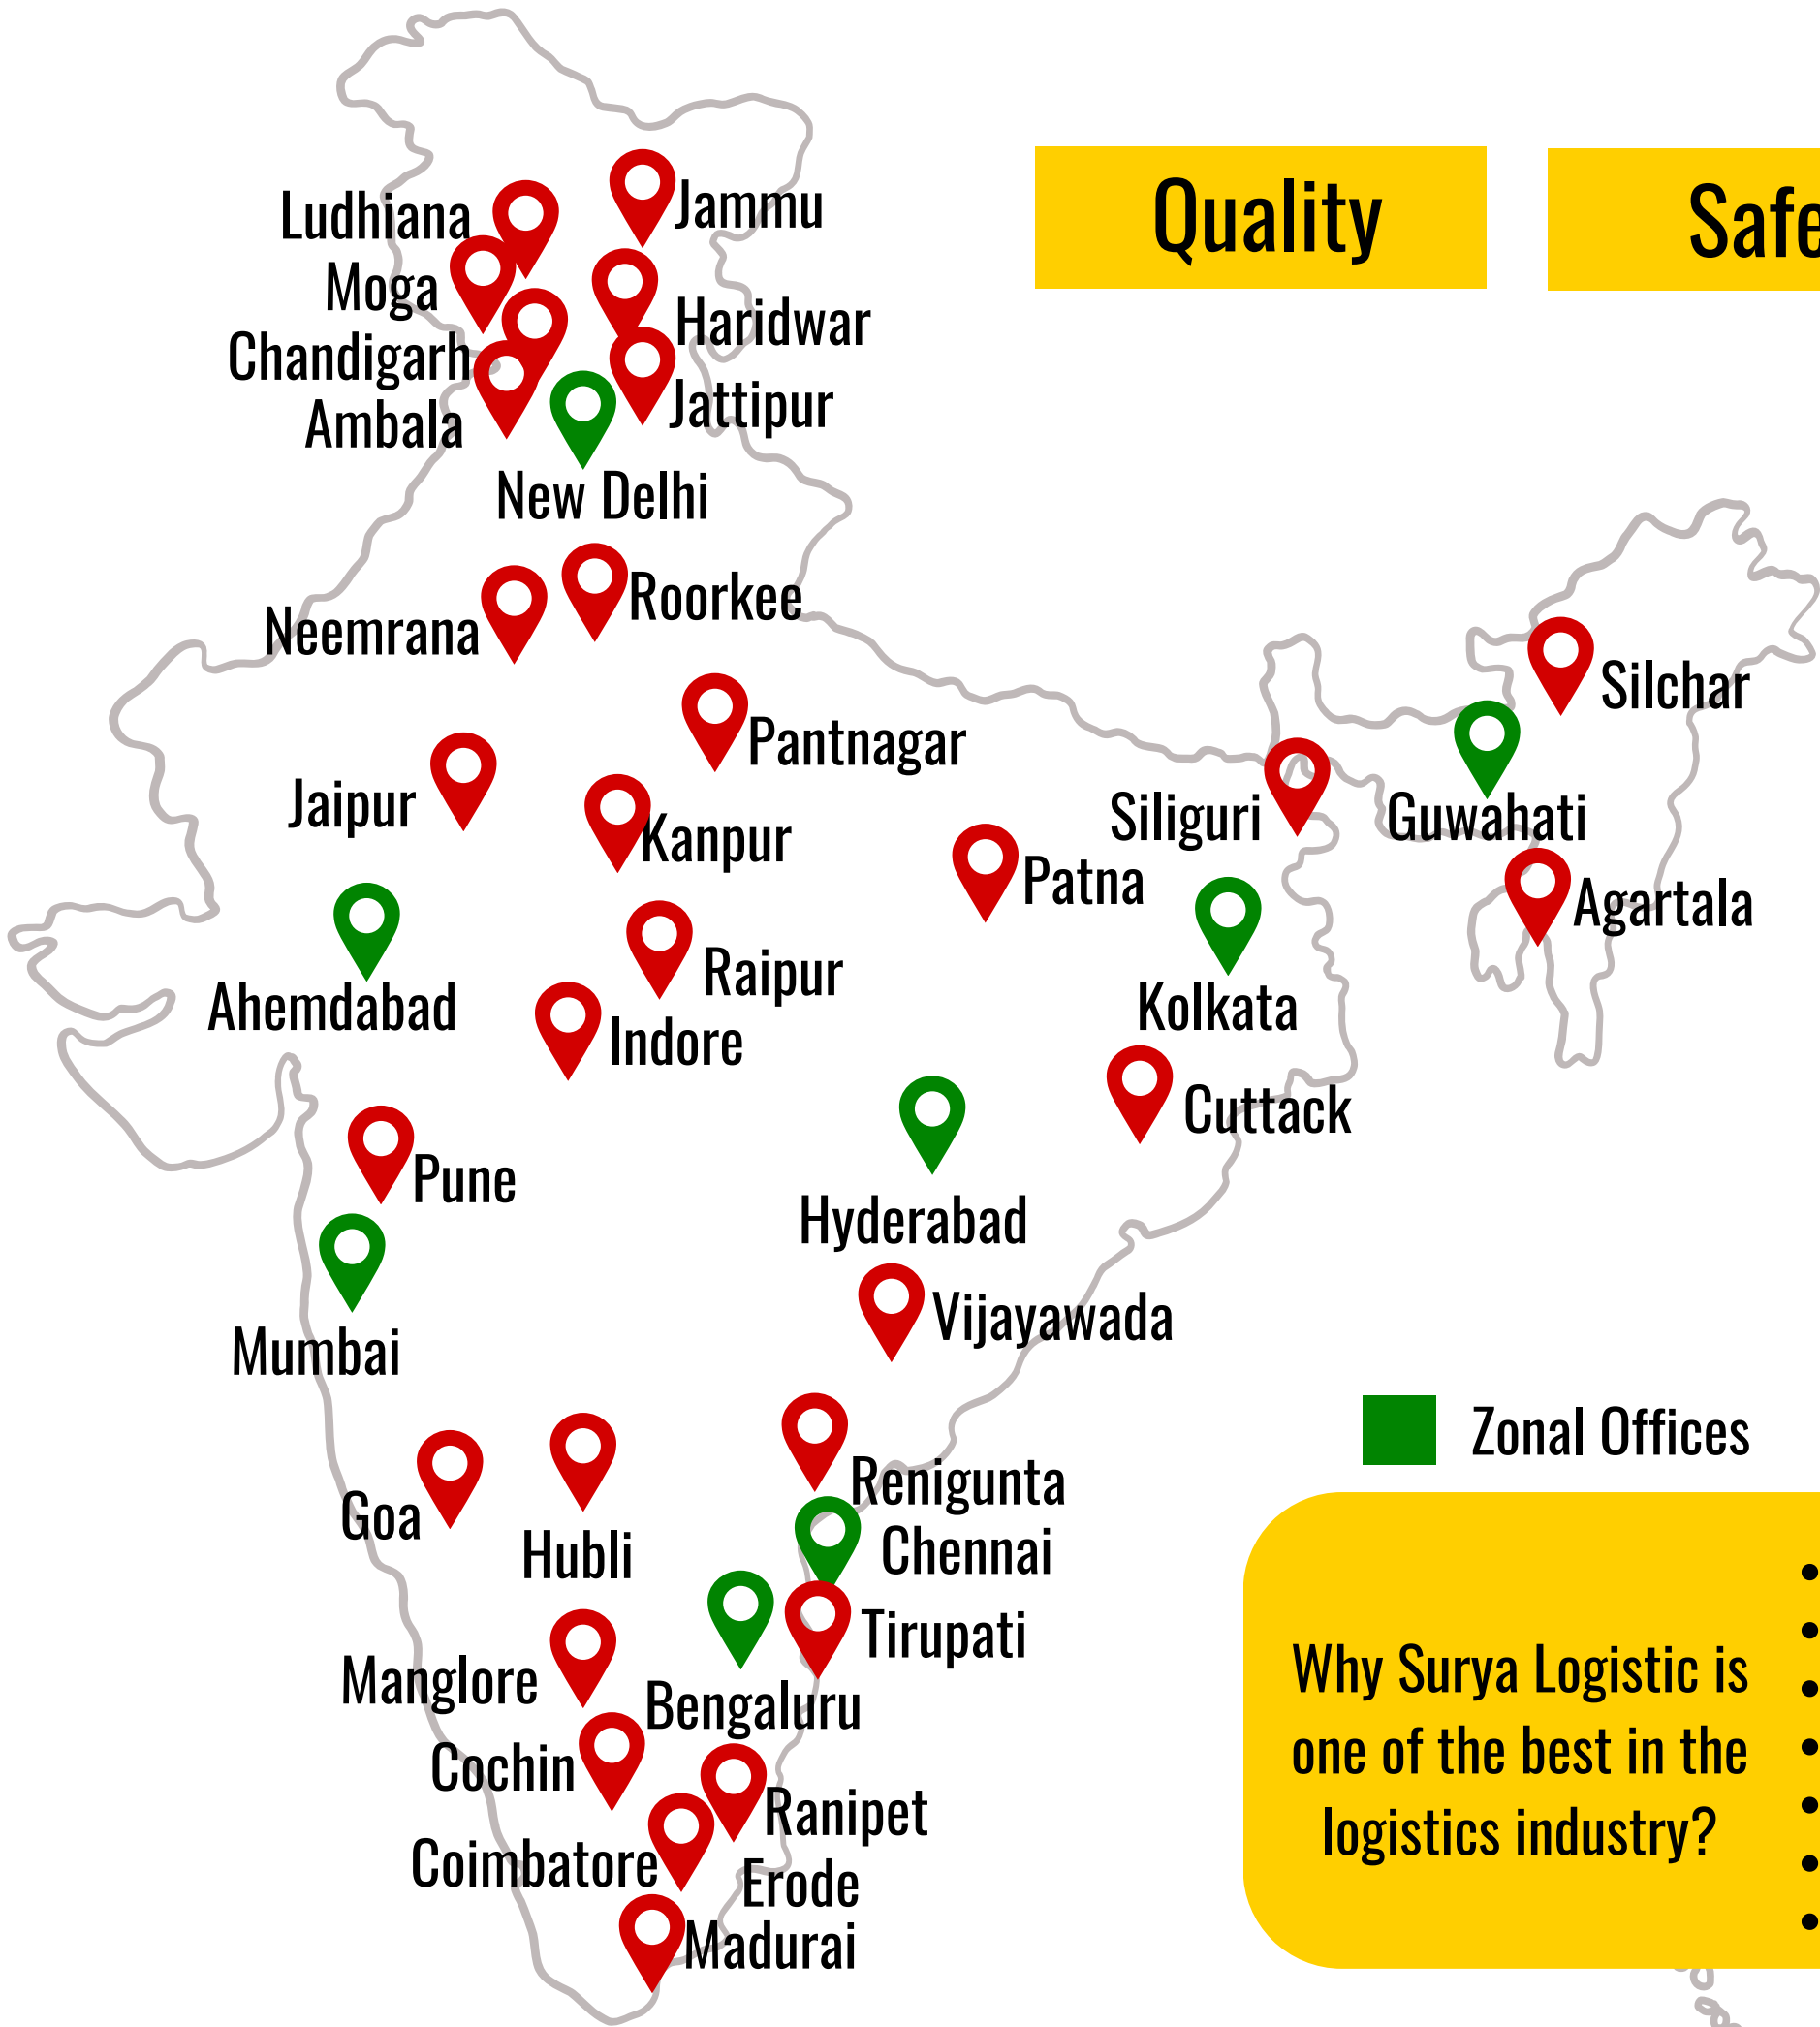 Quality
Safe
Jammu
Ludhiana
Moga
Haridwar
Chandigarh
Jattipur
Ambala
New Delhi
Roorkee
Neemrana
Silchar
Pantnagar
Jaipur
Kanpur
Siliguri
Guwahati
Patna
Agartala
Raipur
Ahemdabad
Kolkata
Indore
Cuttack
Pune
Hyderabad
Vijayawada
Mumbai
Zonal Offices
Renigunta
Goa
Hubli
Chennai
Tirupati
Manglore
Bengaluru
Cochin
Ranipet
Coimbatore
Erode
Madurai
Why Surya Logistic is
one of the best in the
logistics industry?